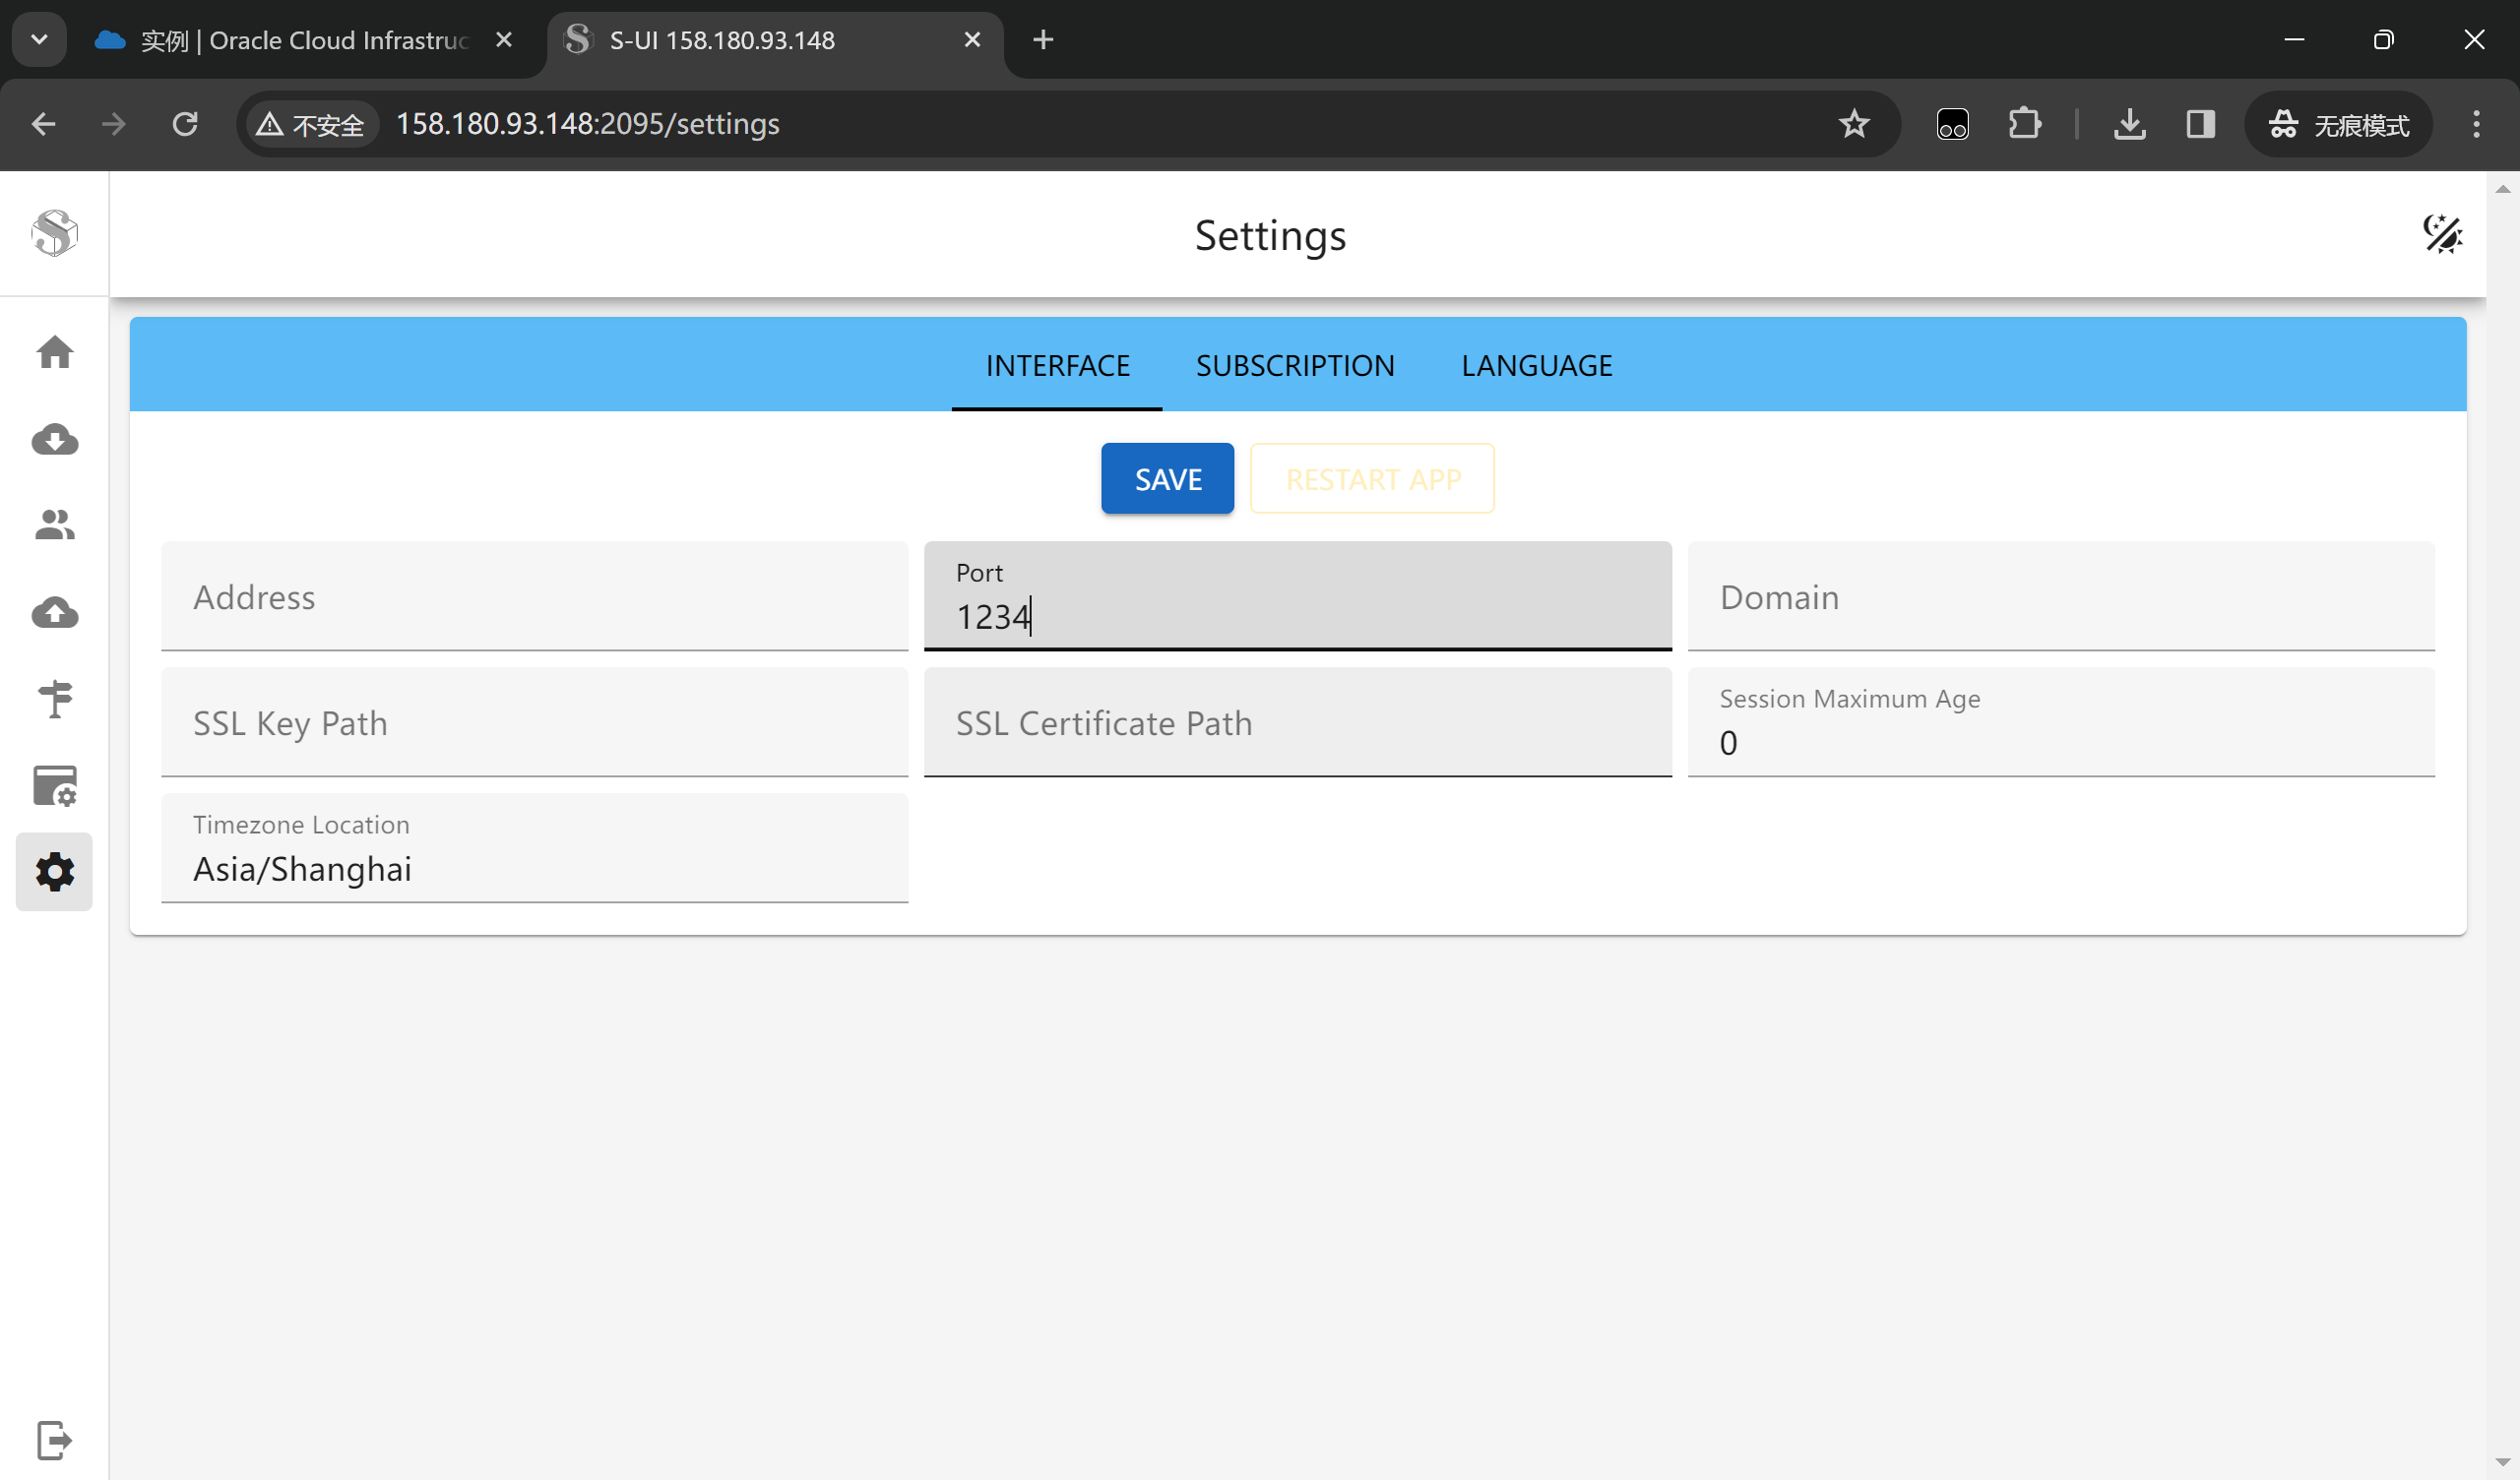 实例 | Oracle Cloud Infrastruc
S-UI 158.180.93.148
不安全
158.180.93.148:2095/settings
无痕模式
Settings
INTERFACE
SUBSCRIPTION
LANGUAGE
SAVE
RESTART APP
Address
Port
1234
Domain
SSL Key Path
SSL Certificate Path
Session Maximum Age
0
Timezone Location
Asia/Shanghai